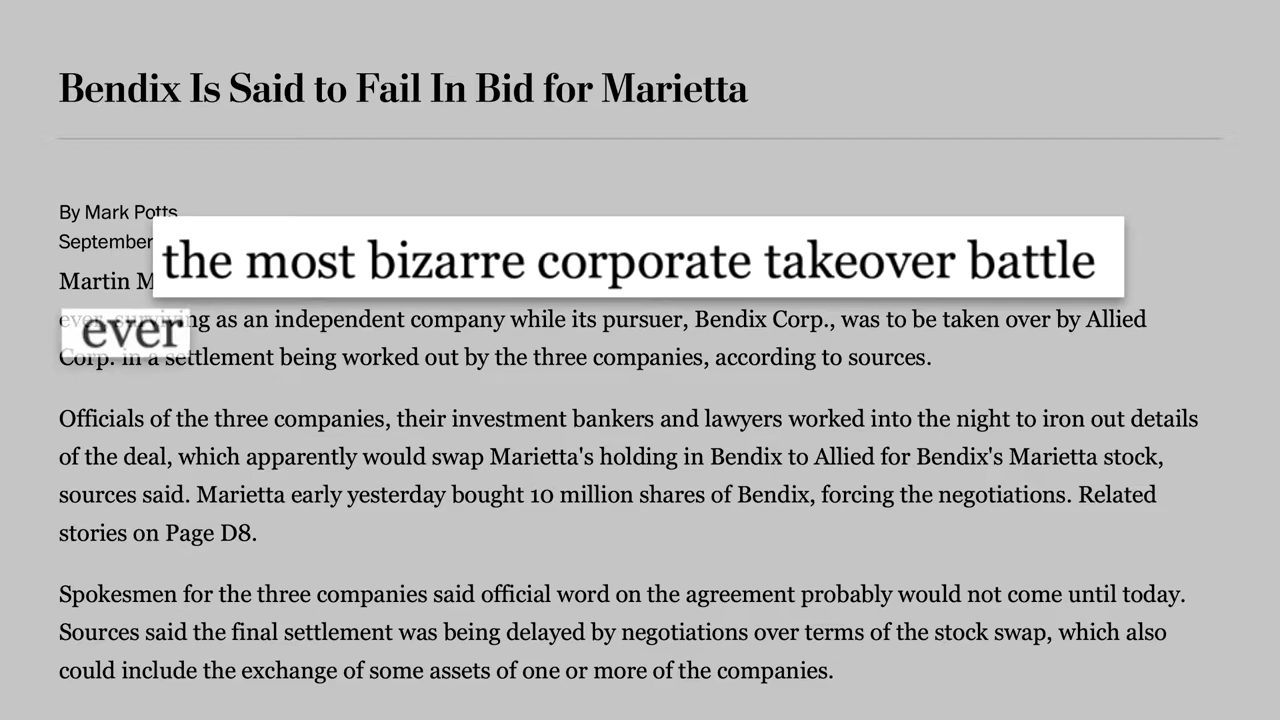 Bendix Is Said to Fail In Bid for Marietta
By Mark Potts
September
the most bizarre corporate takeover battle
Martin M
ever
ever, surviving as an independent company while its pursuer, Bendix Corp., was to be taken over by Allied
Corp. in a settlement being worked out by the three companies, according to sources.
Officials of the three companies, their investment bankers and lawyers worked into the night to iron out details
of the deal, which apparently would swap Marietta's holding in Bendix to Allied for Bendix's Marietta stock,
sources said. Marietta early yesterday bought 10 million shares of Bendix, forcing the negotiations. Related
stories on Page D8.
Spokesmen for the three companies said official word on the agreement probably would not come until today.
Sources said the final settlement was being delayed by negotiations over terms of the stock swap, which also
could include the exchange of some assets of one or more of the companies.